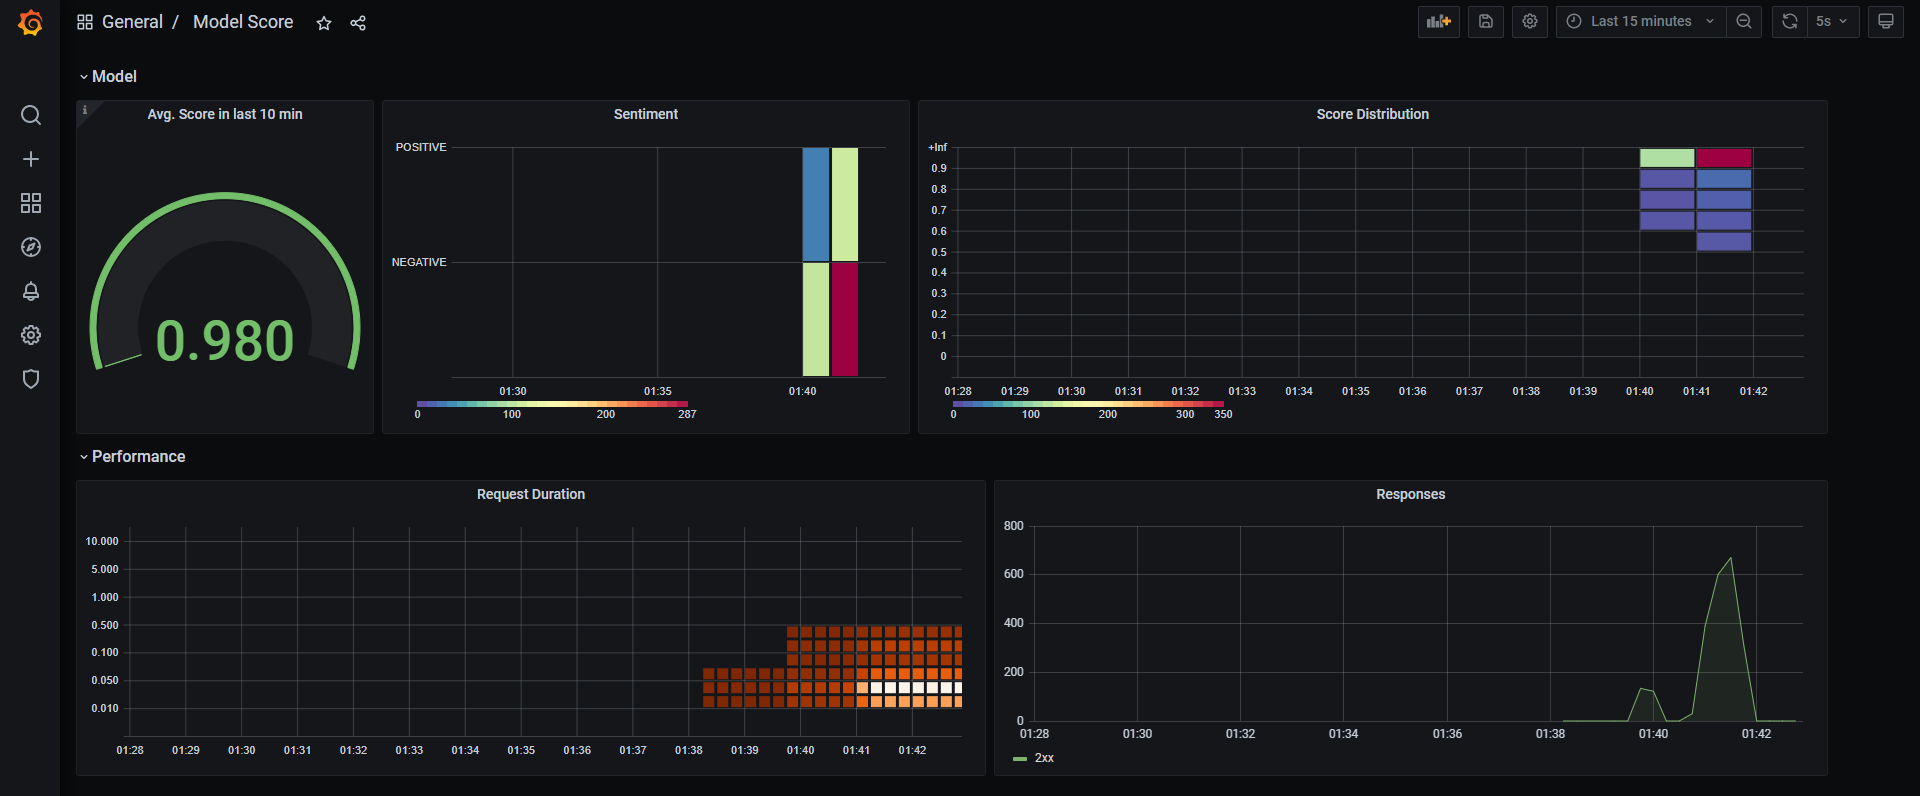 General / Model Score
Last 15 minutes
5s
Model
i
Avg. Score in last 10 min
0.980
Sentiment
POSITIVE
NEGATIVE
01:30 01:35 01:40
0 100 200 287
Score Distribution
+Inf
0.9
0.8
0.7
0.6
0.5
0.4
0.3
0.2
0.1
0
01:28 01:29 01:30 01:31 01:32 01:33 01:34 01:35 01:36 01:37 01:38 01:39 01:40 01:41 01:42
0 100 200 300 350
Performance
Request Duration
10.000
5.000
1.000
0.500
0.100
0.050
0.010
01:28 01:29 01:30 01:31 01:32 01:33 01:34 01:35 01:36 01:37 01:38 01:39 01:40 01:41 01:42
Responses
800
600
400
200
0
01:28 01:30 01:32 01:34 01:36 01:38 01:40 01:42
2xx